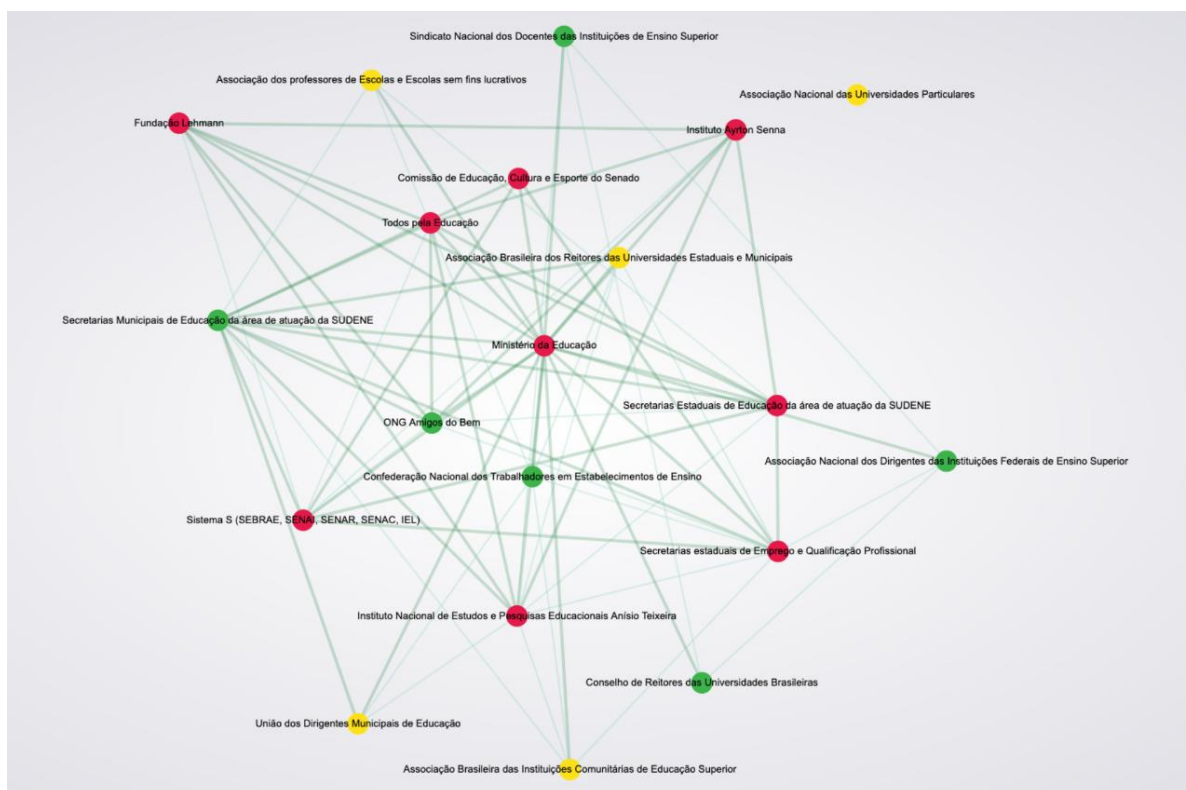 Sindicato Nacional dos Docentes das Instituições de Ensino Superior
Associação dos professores de Escolas e Escolas sem fins lucrativos
Associação Nacional das Universidades Particulares
Fundação Lehmann
Instituto Ayrton Senna
Comissão de Educação, Cultura e Esporte do Senado
Todos pela Educação
Associação Brasileira dos Reitores das Universidades Estaduais e Municipais
Secretarias Municipais de Educação da área de atuação da SUDENE
Ministério da Educação
Secretarias Estaduais de Educação da área de atuação da SUDENE
ONG Amigos do Bem
Associação Nacional dos Dirigentes das Instituições Federais de Ensino Superior
Confederação Nacional dos Trabalhadores em Estabelecimentos de Ensino
Sistema S (SEBRAE, SENAI, SENAR, SENAC, IEL)
Secretarias estaduais de Emprego e Qualificação Profissional
Instituto Nacional de Estudos e Pesquisas Educacionais Anísio Teixeira
Conselho de Reitores das Universidades Brasileiras
União dos Dirigentes Municipais de Educação
Associação Brasileira das Instituições Comunitárias de Educação Superior